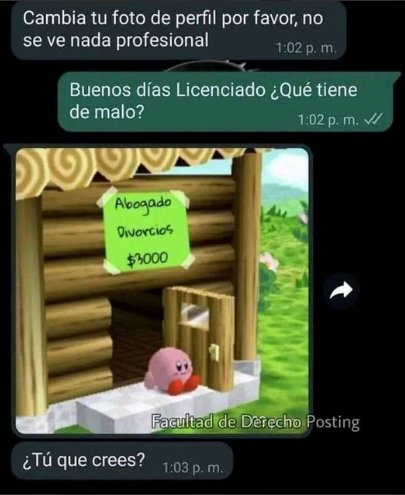 Cambia tu foto de perfil por favor, no
se ve nada profesional
1:02 p. m.
Buenos días Licenciado ¿Qué tiene
de malo?
1:02 p. m.
Abogado
Divorcios
$3000
Facultad de Derecho Posting
¿Tú que crees?
1:03 p. m.